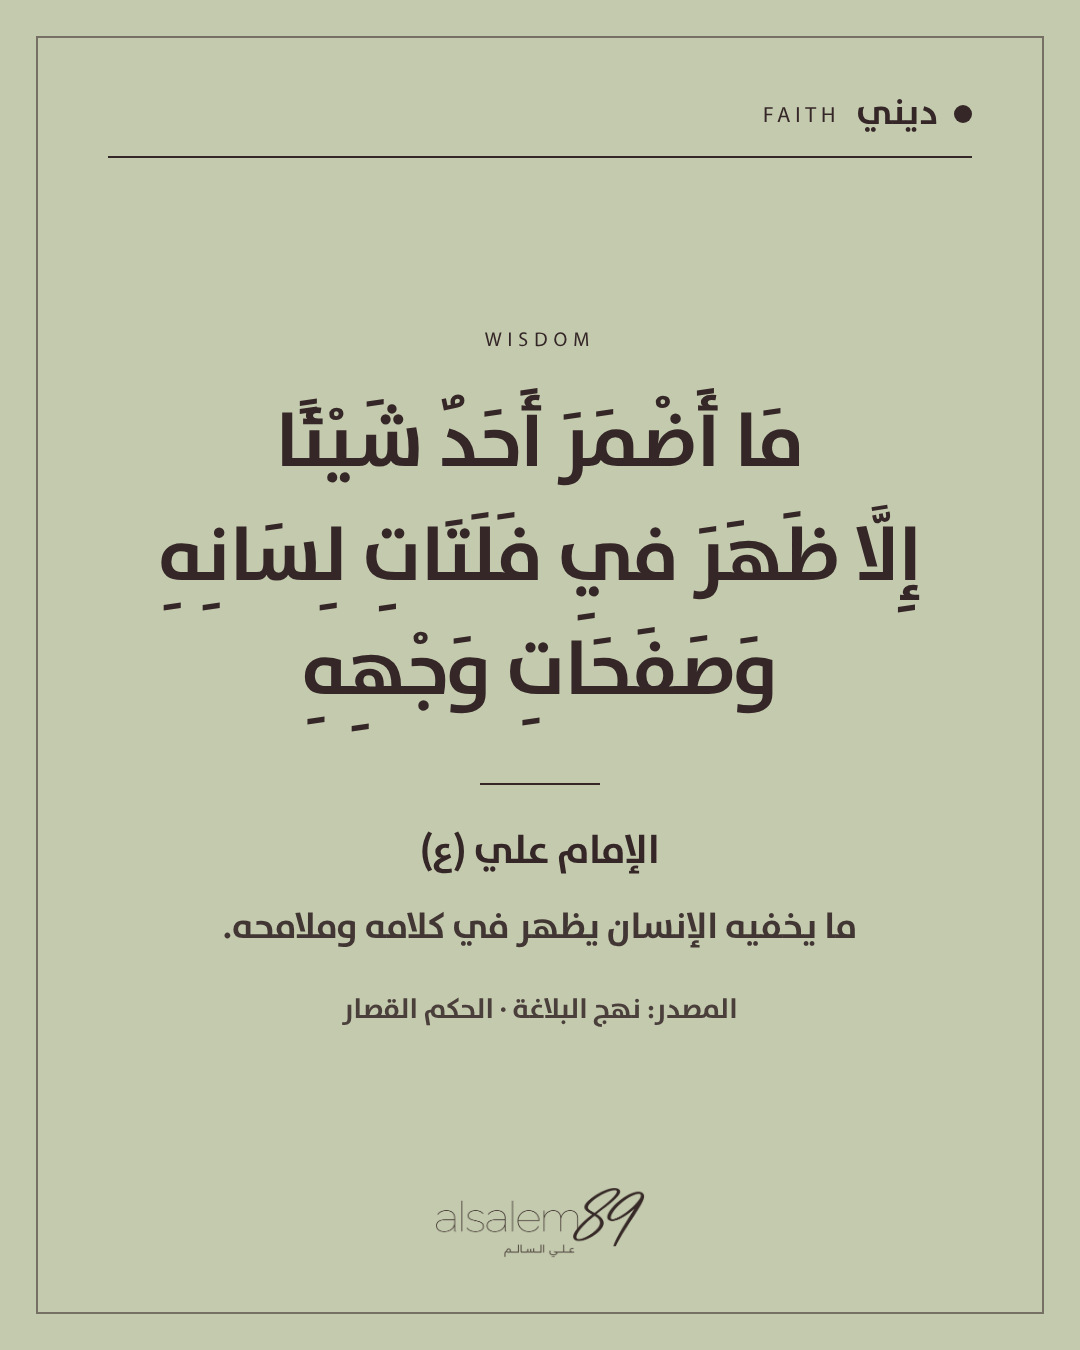 ديني FAITH
WISDOM
مَا أَضْمَرَ أَحَدٌ شَيْئًا
إِلَّا ظَهَرَ فِي فَلَتَاتِ لِسَانِهِ
وَصَفَحَاتِ وَجْهِهِ
الإمام علي (ع)
ما يخفيه الإنسان يظهر في كلامه وملامحه.
المصدر: نهج البلاغة · الحكم القصار
alsalem89
علي السالم